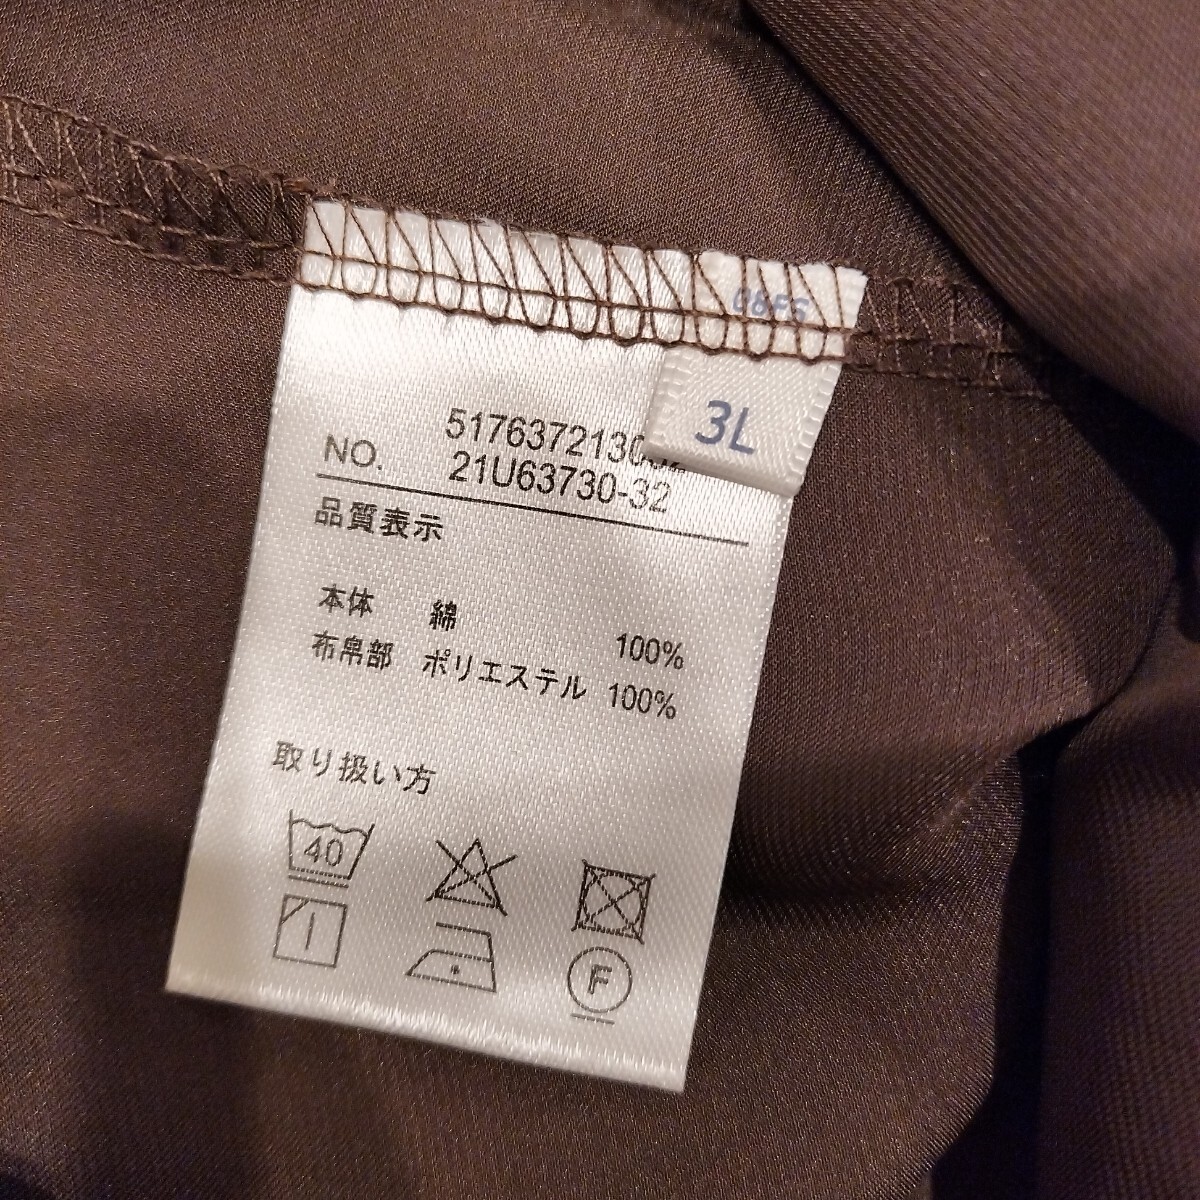 3L
NO.
21U63730-32
品質表示
本体 綿 100%
布帛部 ポリエステル 100%
取り扱い方
40
F